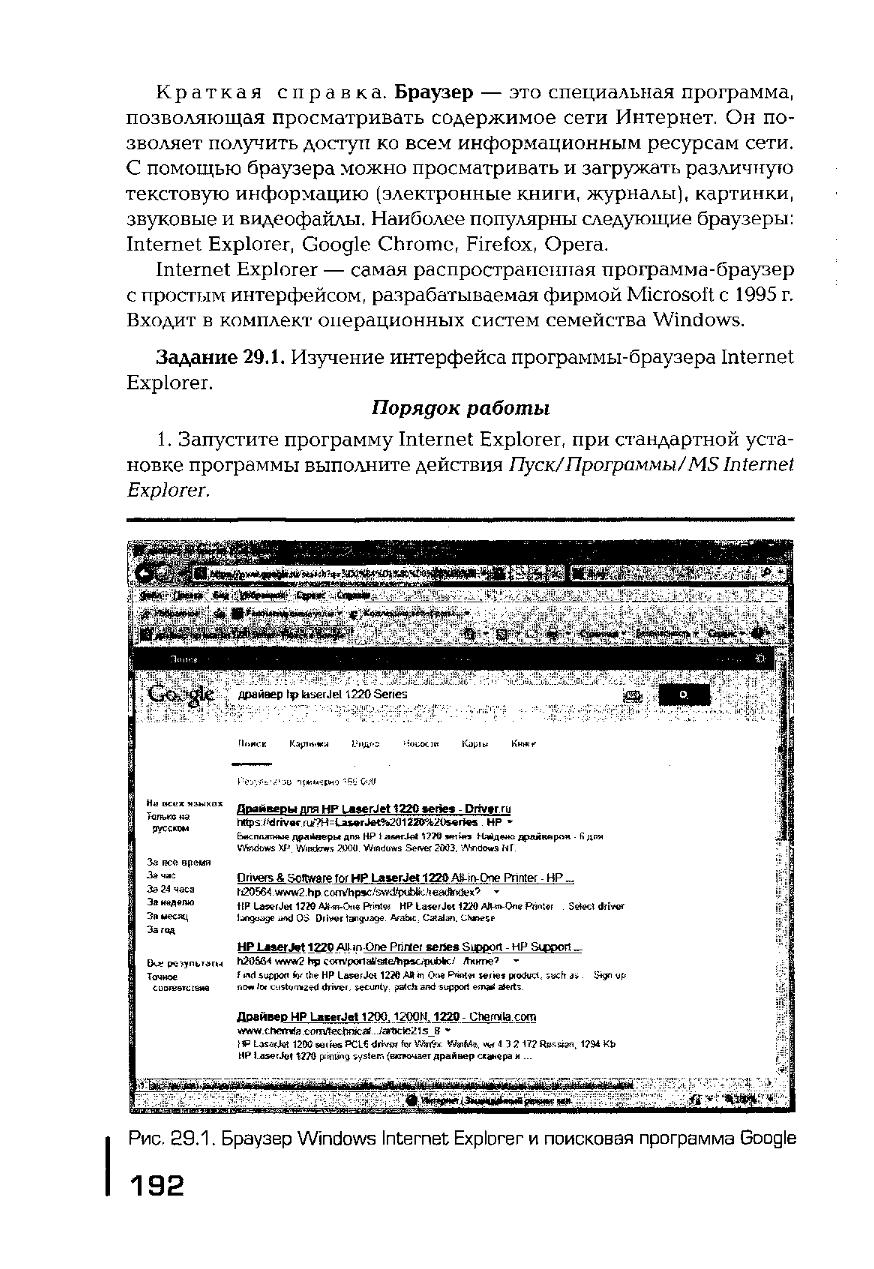 Краткая справка. Браузер — это специальная программа,
позволяющая просматривать содержимое сети Интернет. Он по-
зволяет получить доступ ко всем информационным ресурсам сети.
С помощью браузера можно просматривать и загружать различную
текстовую информацию (электронные книги, журналы), картинки,
звуковые и видеофайлы. Наиболее популярны следующие браузеры:
Internet Explorer, Google Chrome, Firefox, Opera.
Internet Explorer — самая распространенная программа-браузер
с простым интерфейсом, разрабатываемая фирмой Microsoft с 1995 г.
Входит в комплект операционных систем семейства Windows.
Задание 29.1. Изучение интерфейса программы-браузера Internet
Explorer.
Порядок работы
1. Запустите программу Internet Explorer, при стандартной уста-
новке программы выполните действия Пуск/Программы/MS Internet
Explorer.
Поиск
Google драйвер hp laserJet 1220 Series
Поиск Картинки Видео Новости Карты Книги
На всех языках
Только на
русском
За все время
За час
За 24 часа
За неделю
За месяц
За год
Все результаты
Точное
соответствие
Драйверы для HP LaserJet 1220 series - Driver.ru
https://driver.ru/?H=LaserJet%201220%20series . HP
Бесплатные драйверы для HP LaserJet 1220 series. Найдено драйверов - 6 для
Windows XP, Windows 2000, Windows Server 2003, Windows NT.
Drivers & Software for HP LaserJet 1220 All-in-One Printer - HP ...
h20564.www2.hp.com/hpsc/swd/public/readIndex?
HP LaserJet 1220 All-in-One Printer HP LaserJet 1220 All-in-One Printer . Select driver
language and OS Driver language. Arabic, Catalan, Chinese
HP LaserJet 1220 All-in-One Printer series Support - HP Support ...
h20564.www2.hp.com/portal/site/hpsc/public/ /home?
Find support for the HP LaserJet 1220 All in One Printer series product, such as . Sign up
now for customized driver, security, patch and support email alerts.
Драйвер HP LaserJet 1200, 1200N, 1220 - Chemila.com
www.chemila.com/technical.../article21s_8
HP LaserJet 1200 series PCL6 driver for Win9x. WinMe, ver 4.3.2.172 Russian, 1294 Kb
HP LaserJet 1220 printing system (включает драйвер сканера и ...
Рис. 29.1. Браузер Windows Internet Explorer и поисковая программа Google
192